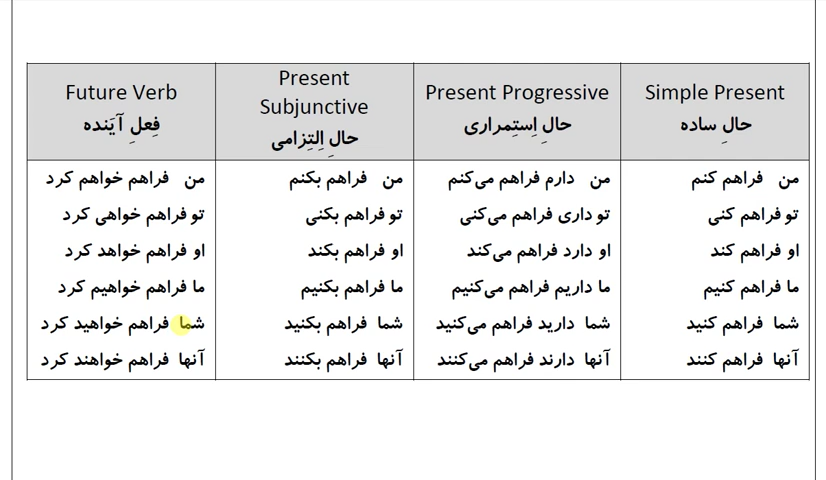 Simple Present
حالِ ساده
من فراهم کنم
تو فراهم کنی
او فراهم کند
ما فراهم کنیم
شما فراهم کنید
آنها فراهم کنند
Present Progressive
حالِ اِستِمراری
من دارم فراهم می‌کنم
تو داری فراهم می‌کنی
او دارد فراهم می‌کند
ما داریم فراهم می‌کنیم
شما دارید فراهم می‌کنید
آنها دارند فراهم می‌کنند
Present
Subjunctive
حالِ اِلتِزامی
من فراهم بکنم
تو فراهم بکنی
او فراهم بکند
ما فراهم بکنیم
شما فراهم بکنید
آنها فراهم بکنند
Future Verb
فِعلِ آیَنده
من فراهم خواهم کرد
تو فراهم خواهی کرد
او فراهم خواهد کرد
ما فراهم خواهیم کرد
شما فراهم خواهید کرد
آنها فراهم خواهند کرد